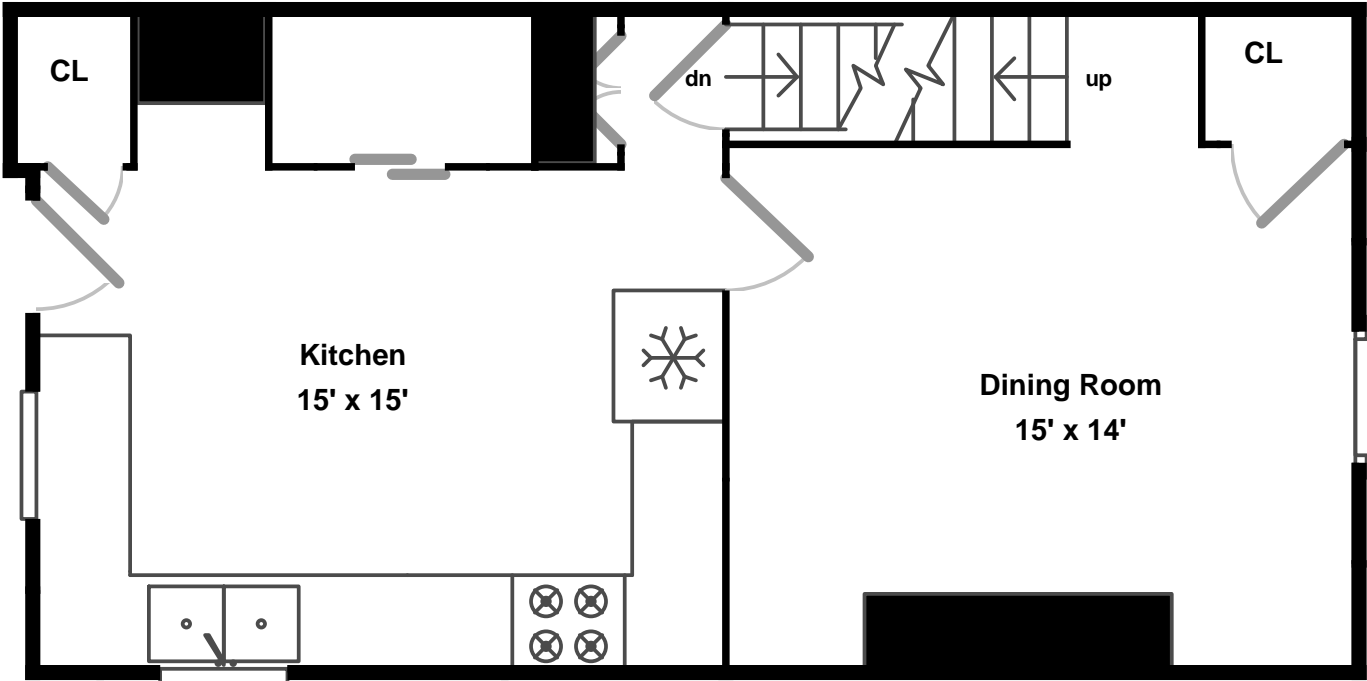 CL
CL
dn
up
Kitchen
15' x 15'
Dining Room
15' x 14'